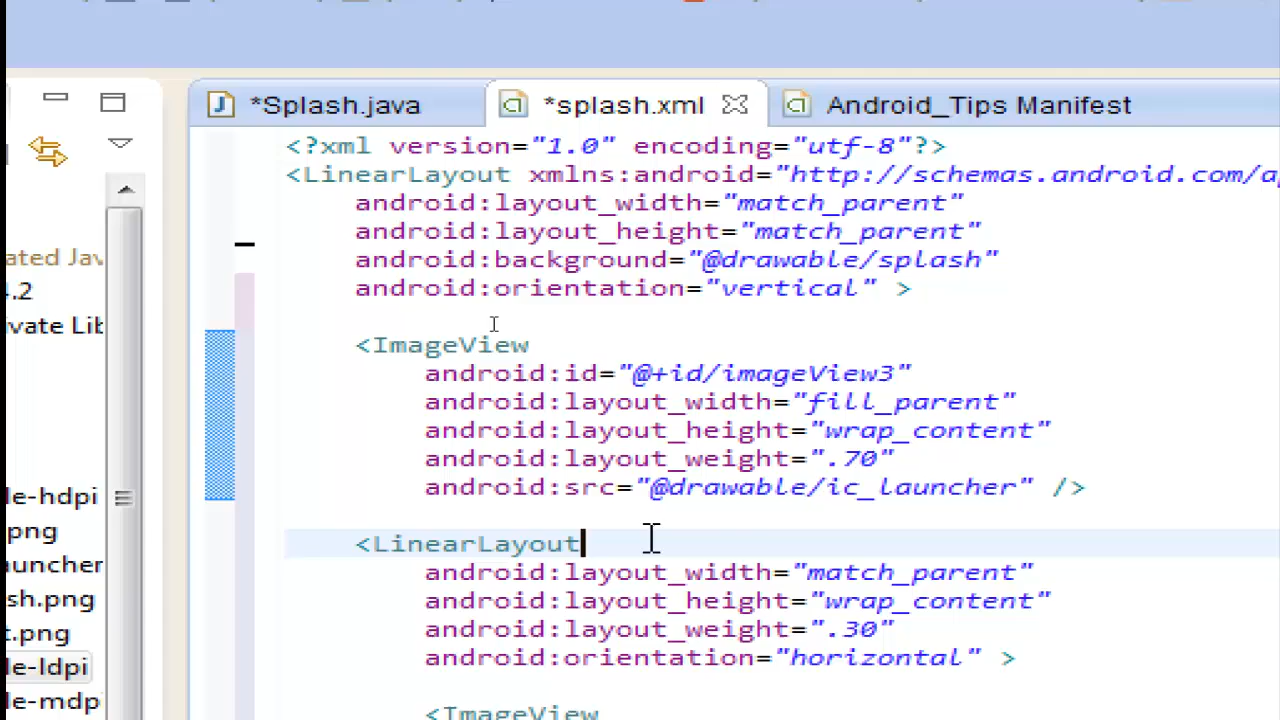 *Splash.java
*splash.xml
Android_Tips Manifest
<?xml version="1.0" encoding="utf-8"?>
<LinearLayout xmlns:android="http://schemas.android.com/ap
android:layout_width="match_parent"
android:layout_height="match_parent"
android:background="@drawable/splash"
android:orientation="vertical" >
<ImageView
android:id="@+id/imageView3"
android:layout_width="fill_parent"
android:layout_height="wrap_content"
android:layout_weight=".70"
android:src="@drawable/ic_launcher" />
<LinearLayout
android:layout_width="match_parent"
android:layout_height="wrap_content"
android:layout_weight=".30"
android:orientation="horizontal" >
<ImageView
ated Jav
4.2
ivate Lib
le-hdpi
png
auncher
sh.png
t.png
le-ldpi
le-mdp